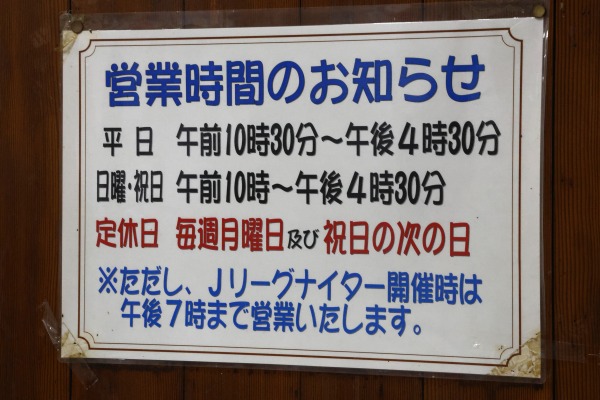 営業時間のお知らせ
平日 午前10時30分～午後4時30分
日曜・祝日 午前10時～午後4時30分
定休日 毎週月曜日及び祝日の次の日
※ただし、Jリーグナイター開催時は
午後7時まで営業いたします。